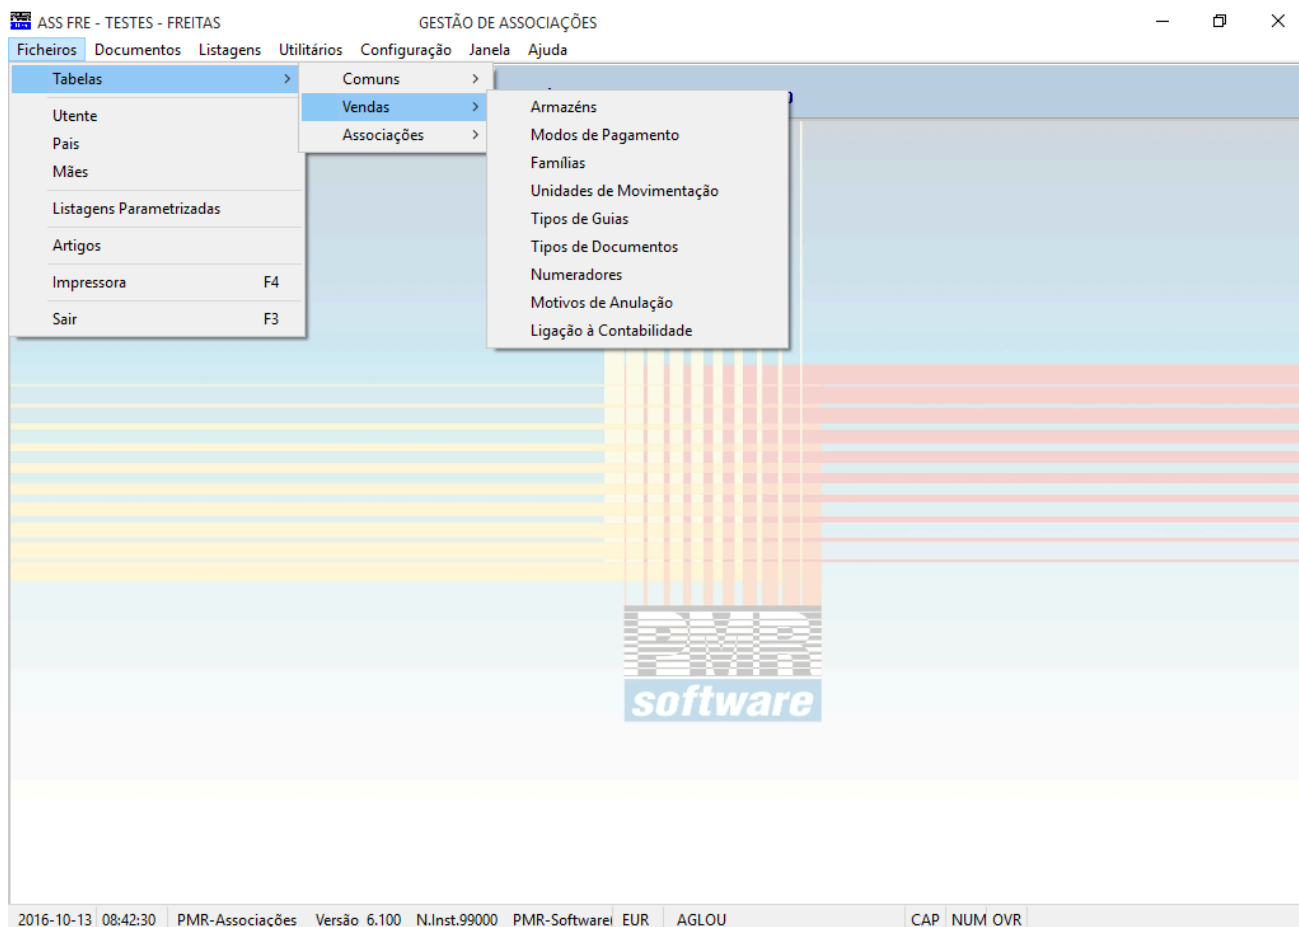 ASS FRE - TESTES - FREITAS GESTÃO DE ASSOCIAÇÕES
Ficheiros Documentos Listagens Utilitários Configuração Janela Ajuda
Tabelas
Utente
Pais
Mães
Listagens Parametrizadas
Artigos
Impressora F4
Sair F3
Comuns
Vendas
Associações
Armazéns
Modos de Pagamento
Famílias
Unidades de Movimentação
Tipos de Guias
Tipos de Documentos
Numeradores
Motivos de Anulação
Ligação à Contabilidade
PMR
software
2016-10-13 08:42:30 PMR-Associações Versão 6.100 N.Inst.99000 PMR-Software EUR AGLOU CAP NUM OVR